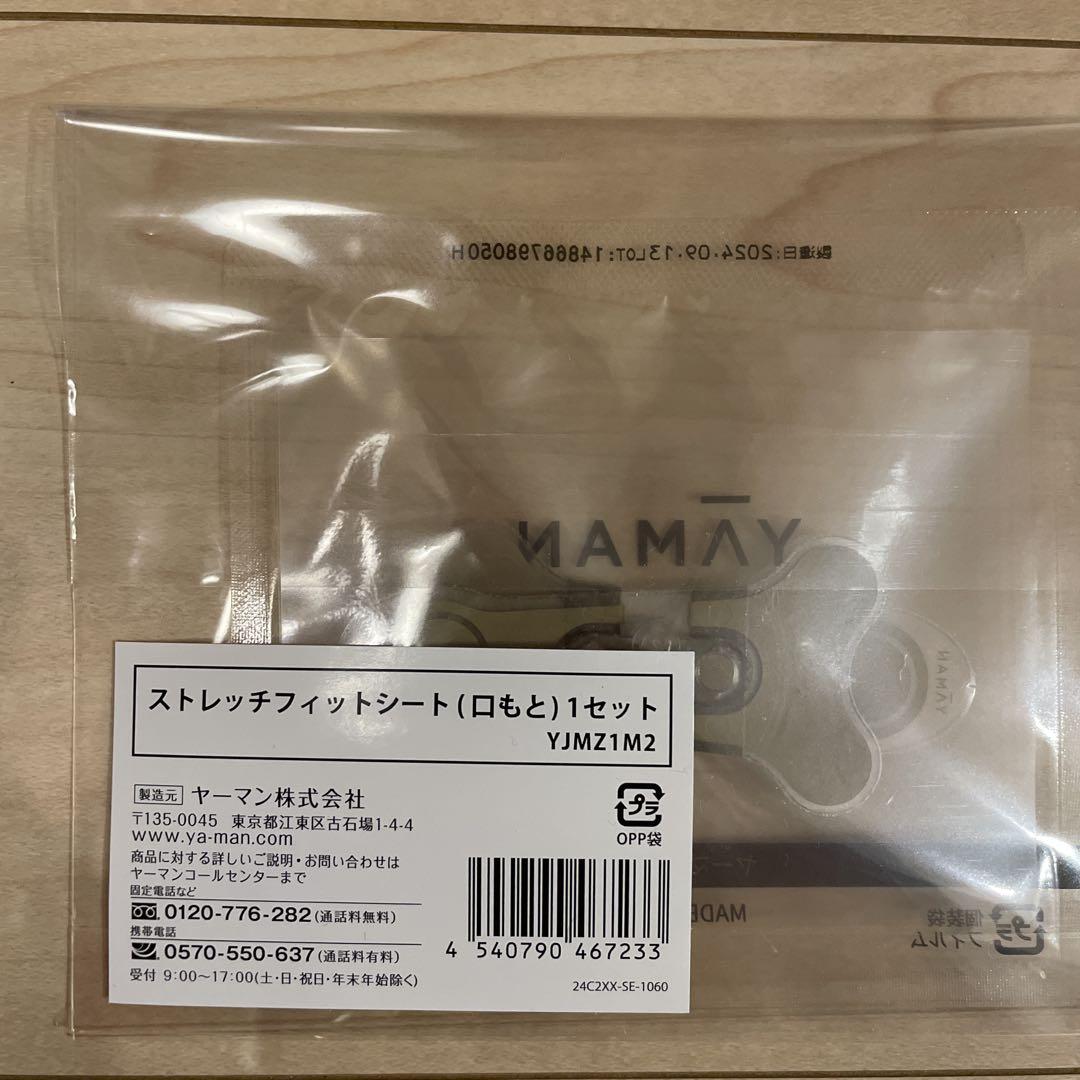 製造日:2024.09.13LOT:14866798050H
YAMAN
YAMAN
ストレッチフィットシート(口もと)1セット
YJMZ1M2
製造元 ヤーマン株式会社
〒135-0045 東京都江東区古石場1-4-4
www.ya-man.com
商品に対する詳しいご説明・お問い合わせは
ヤーマンコールセンターまで
固定電話など
0120-776-282(通話料無料)
携帯電話
0570-550-637(通話料有料)
受付 9:00～17:00(土・日・祝日・年末年始除く)
プラ
OPP袋
4 540790 467233
24C2XX-SE-1060
ヤーマ
MADE
プラ
個装袋
フィルム